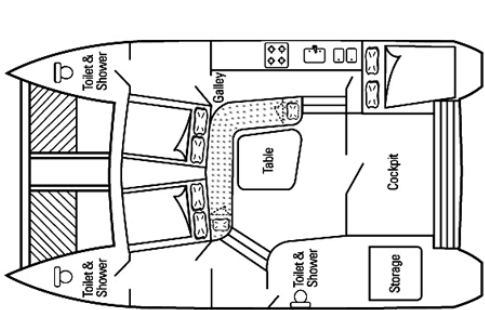 Toilet &
Shower
Galley
Table
Cockpit
Toilet &
Shower
Toilet &
Shower
Storage